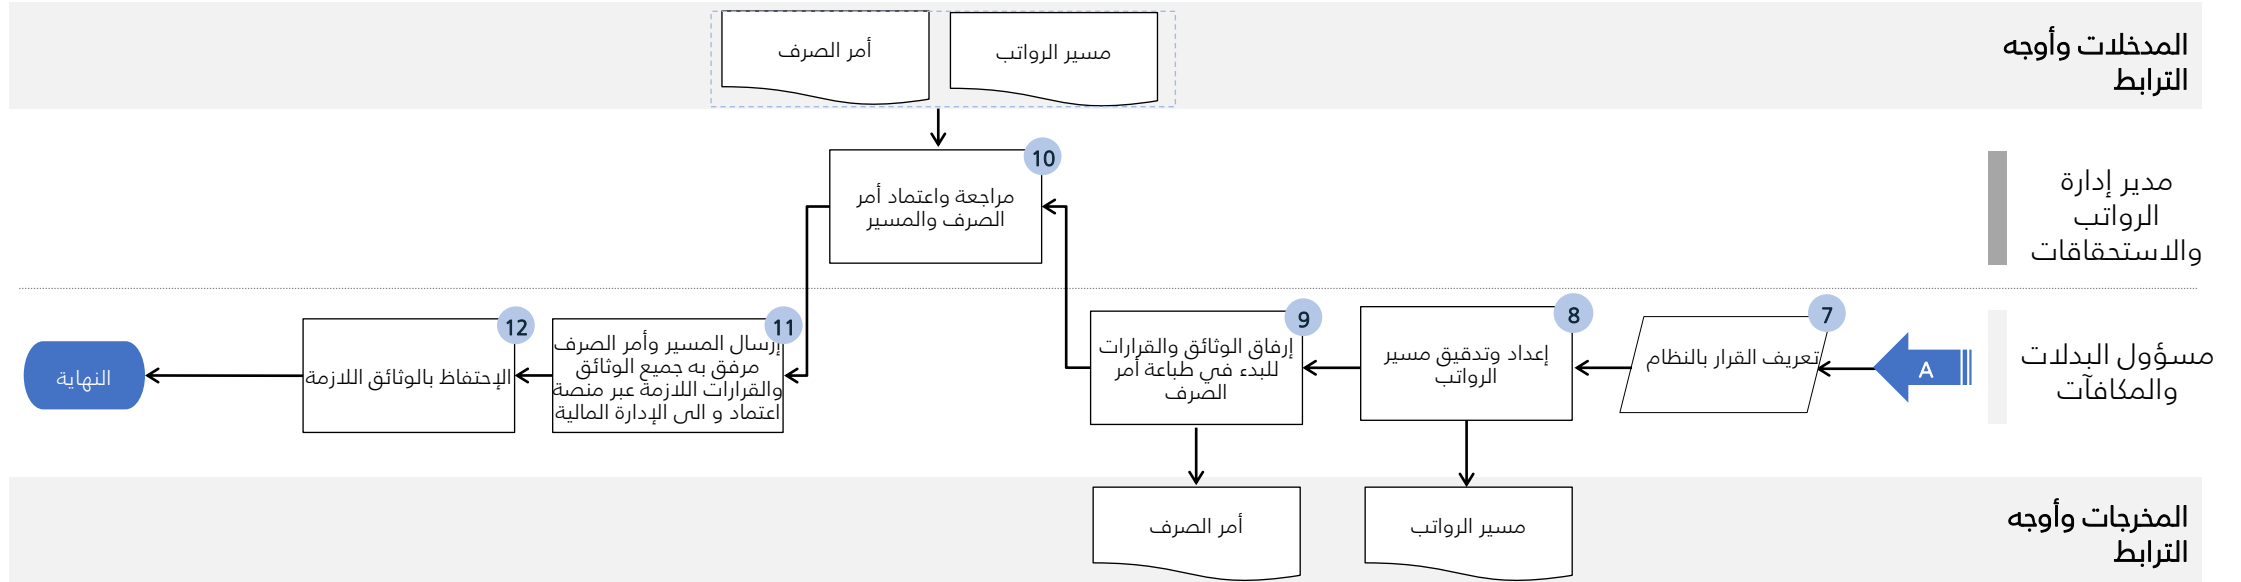 المدخلات وأوجه
الترابط
مسير الرواتب
أمر الصرف
مدير إدارة
الرواتب
والاستحقاقات
10
مراجعة واعتماد أمر
الصرف والمسير
مسؤول البدلات
والمكافآت
A
7
تعريف القرار بالنظام
8
إعداد وتدقيق مسير
الرواتب
9
إرفاق الوثائق والقرارات
للبدء في طباعة أمر
الصرف
11
إرسال المسير وأمر الصرف
مرفق به جميع الوثائق
والقرارات اللازمة عبر منصة
اعتماد و الى الإدارة المالية
12
الإحتفاظ بالوثائق اللازمة
النهاية
المخرجات وأوجه
الترابط
مسير الرواتب
أمر الصرف